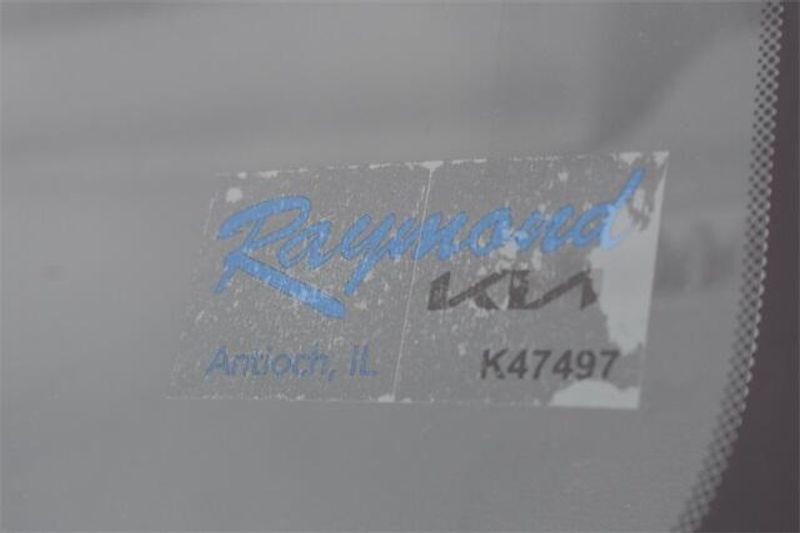 Raymond
KIA
Antioch, IL K47497